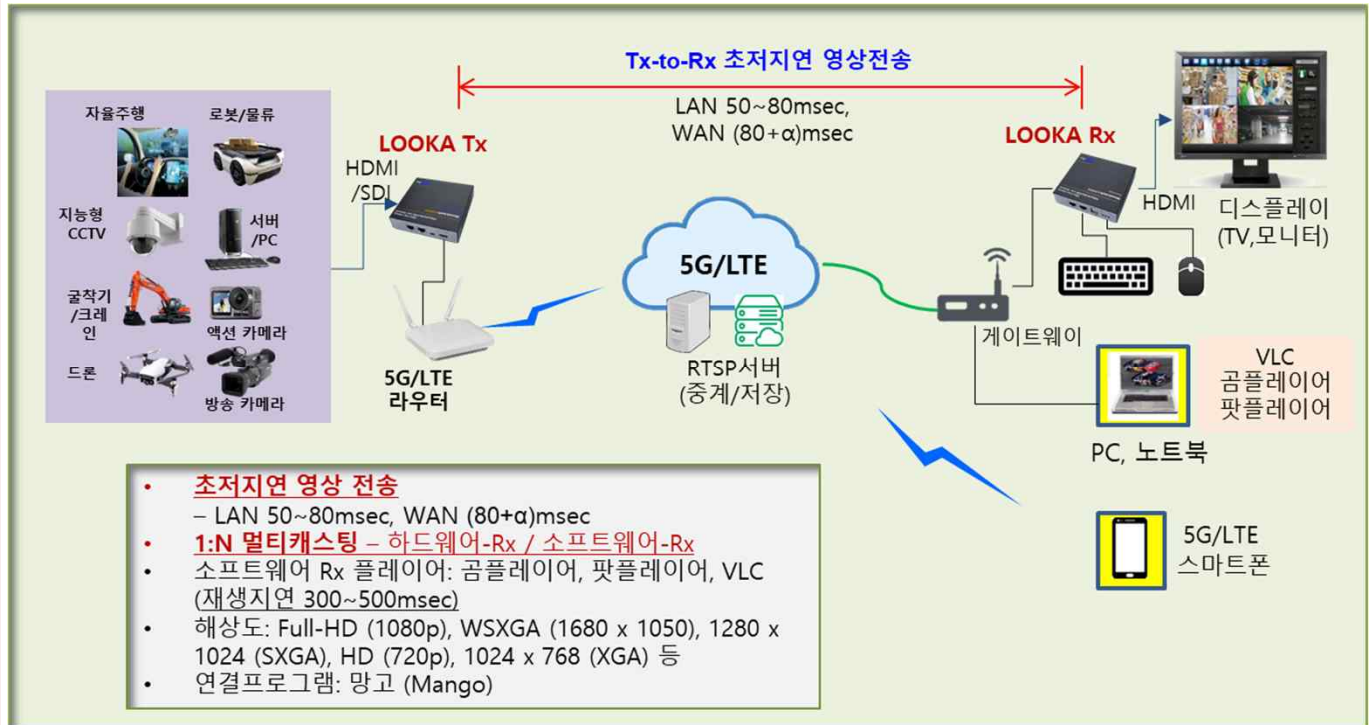 Tx-to-Rx 초저지연 영상전송
LAN 50~80msec,
WAN (80+α)msec
자율주행
로봇/물류
지능형
CCTV
서버
/PC
굴착기
/크레
인
액션 카메라
드론
방송 카메라
HDMI
/SDI
LOOKA Tx
5G/LTE
라우터
5G/LTE
RTSP서버
(중계/저장)
LOOKA Rx
HDMI
디스플레이
(TV,모니터)
게이트웨이
VLC
곰플레이어
팟플레이어
PC, 노트북
5G/LTE
스마트폰
• 초저지연 영상 전송
– LAN 50~80msec, WAN (80+α)msec
• 1:N 멀티캐스팅 – 하드웨어-Rx / 소프트웨어-Rx
• 소프트웨어 Rx 플레이어: 곰플레이어, 팟플레이어, VLC
(재생지연 300~500msec)
• 해상도: Full-HD (1080p), WSXGA (1680 x 1050), 1280 x
1024 (SXGA), HD (720p), 1024 x 768 (XGA) 등
• 연결프로그램: 망고 (Mango)